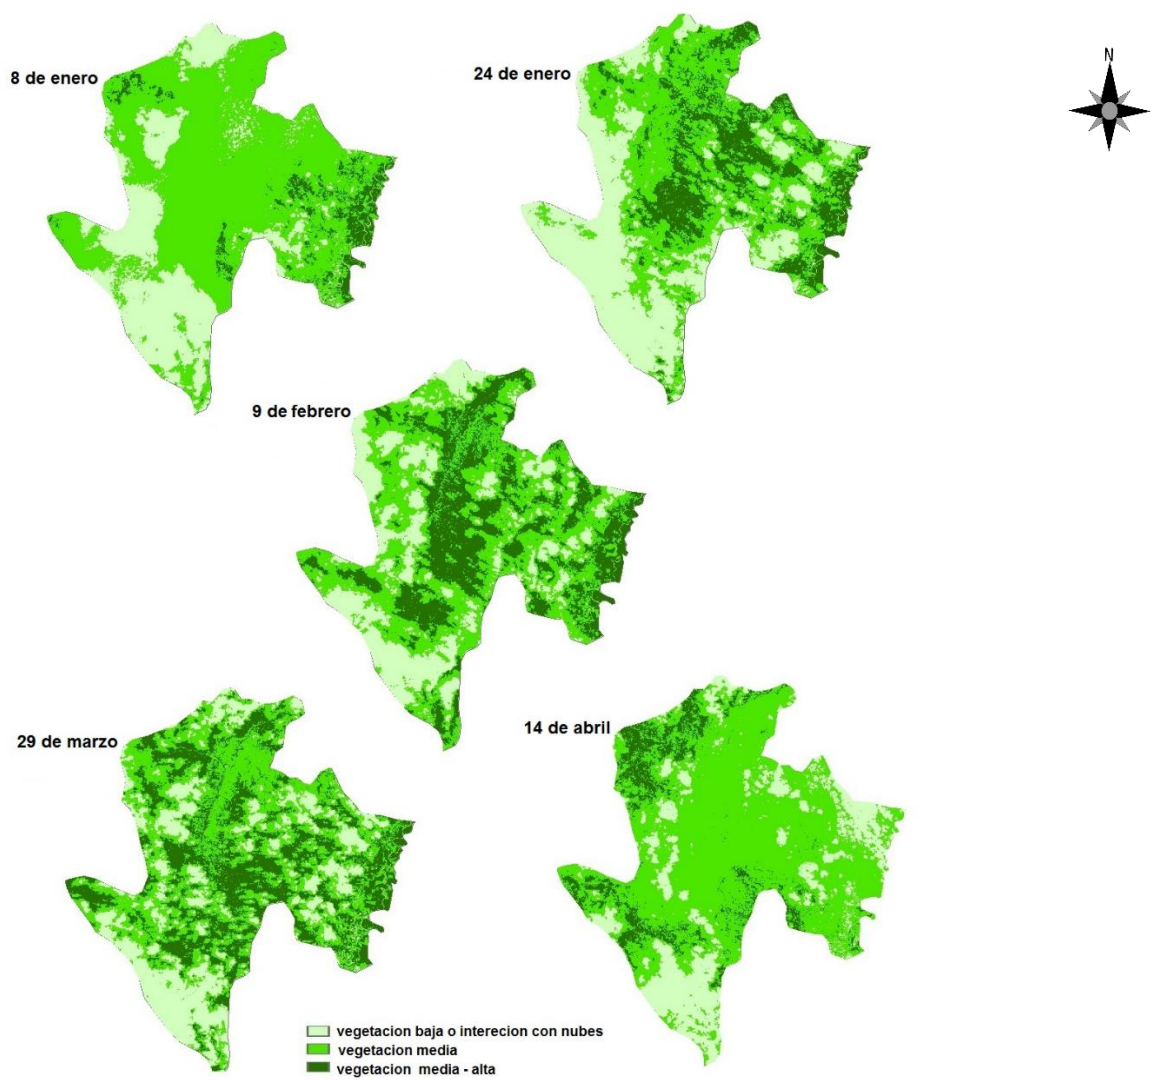 N
8 de enero
24 de enero
9 de febrero
29 de marzo
14 de abril
vegetacion baja o interecion con nubes
vegetacion media
vegetacion media - alta